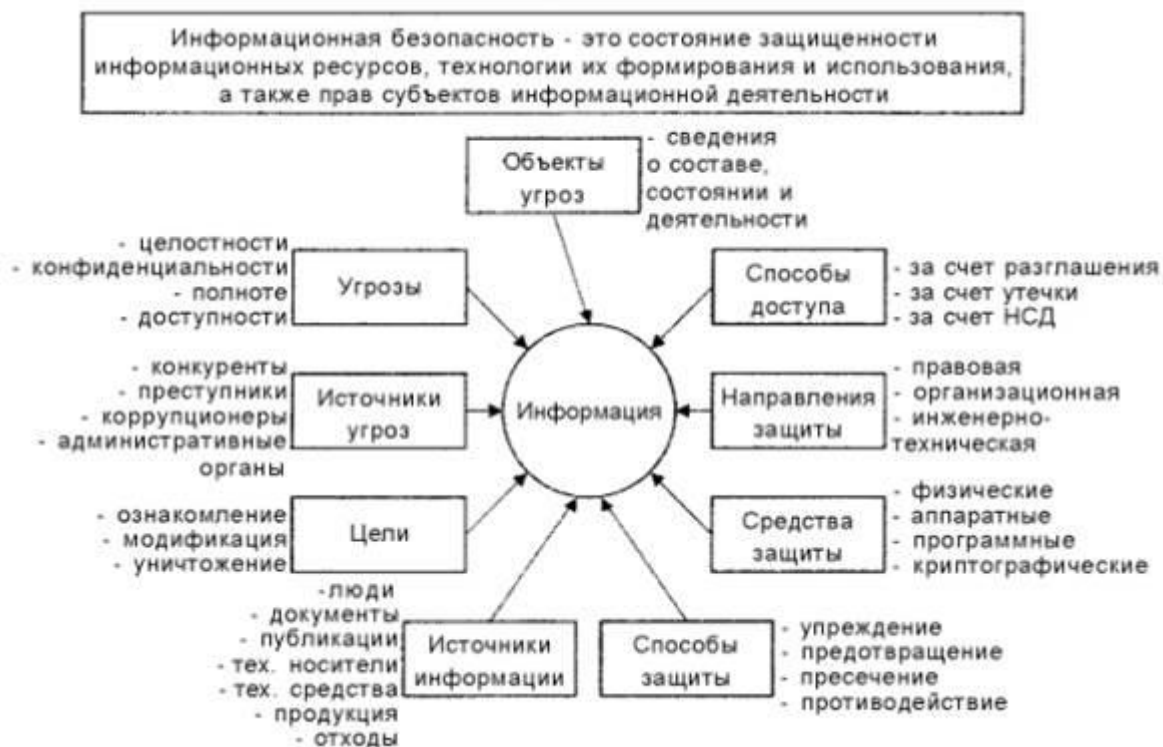 Информационная безопасность - это состояние защищенности
информационных ресурсов, технологии их формирования и использования,
а также прав субъектов информационной деятельности
Объекты
угроз
- сведения
о составе,
состоянии и
деятельности
- целостности
- конфиденциальности
- полноте
- доступности
Угрозы
Способы
доступа
- за счет разглашения
- за счет утечки
- за счет НСД
- конкуренты
- преступники
- коррупционеры
- административные
органы
Источники
угроз
Информация
Направления
защиты
- правовая
- организационная
- инженерно-
техническая
- ознакомление
- модификация
- уничтожение
Цели
Средства
защиты
- физические
- аппаратные
- программные
- криптографические
-люди
- документы
- публикации
- тех. носители
- тех. средства
- продукция
- отходы
Источники
информации
Способы
защиты
- упреждение
- предотвращение
- пресечение
- противодействие